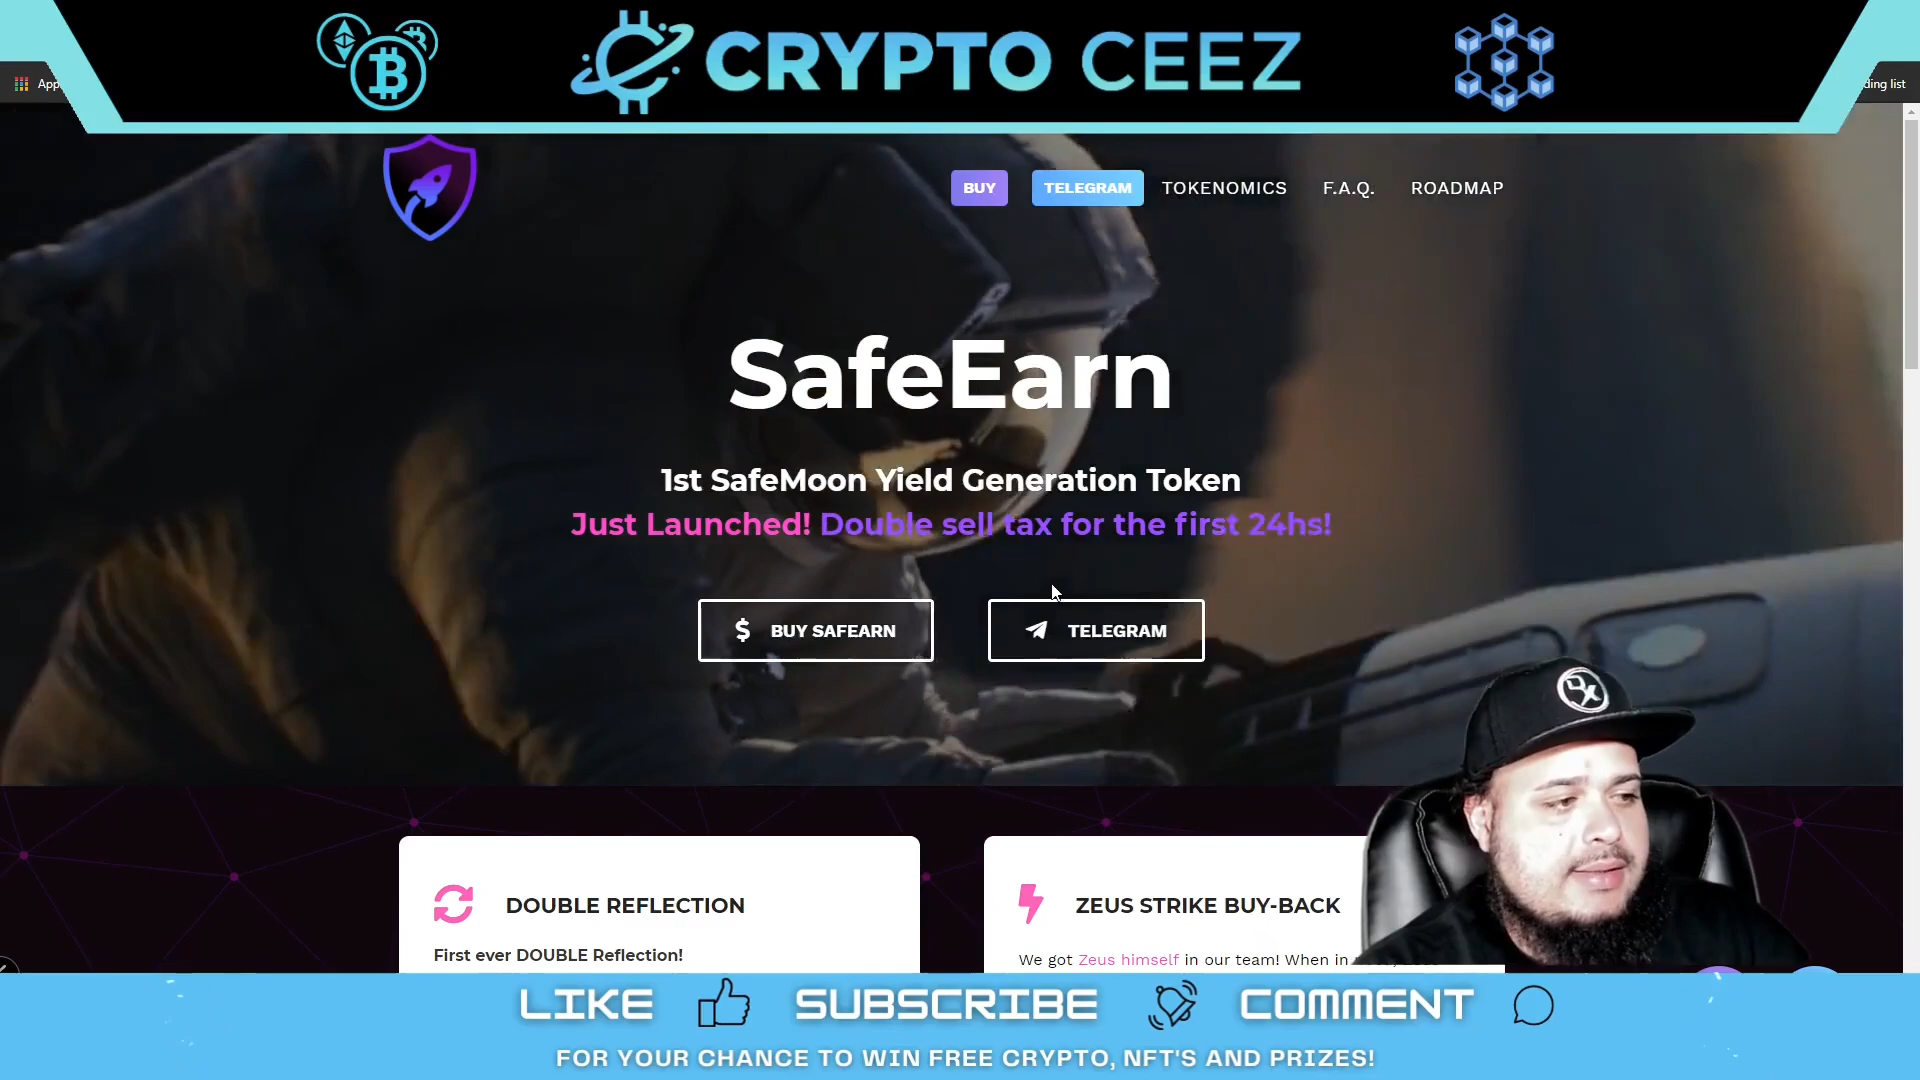 CRYPTO CEEZ
BUY
TELEGRAM
TOKENOMICS
F.A.Q.
ROADMAP
SafeEarn
1st SafeMoon Yield Generation Token
Just Launched! Double sell tax for the first 24hs!
$ BUY SAFEARN
TELEGRAM
DOUBLE REFLECTION
First ever DOUBLE Reflection!
ZEUS STRIKE BUY-BACK
We got Zeus himself in our team! When in
LIKE
SUBSCRIBE
COMMENT
FOR YOUR CHANCE TO WIN FREE CRYPTO, NFT'S AND PRIZES!